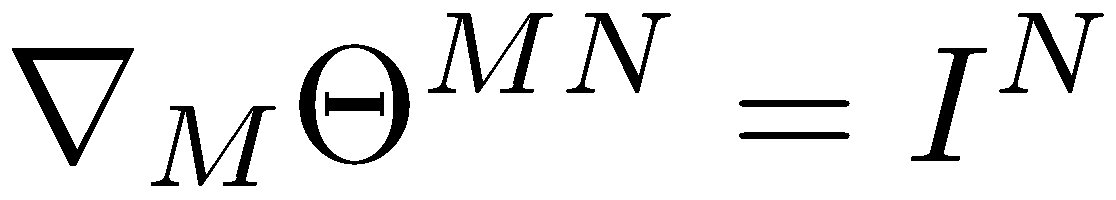 ∇_M Θ^{MN} = I^N